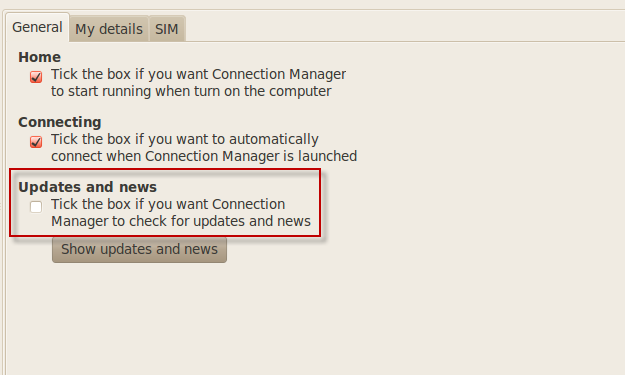 General My details SIM
Home
Tick the box if you want Connection Manager
to start running when turn on the computer
Connecting
Tick the box if you want to automatically
connect when Connection Manager is launched
Updates and news
Tick the box if you want Connection
Manager to check for updates and news
Show updates and news